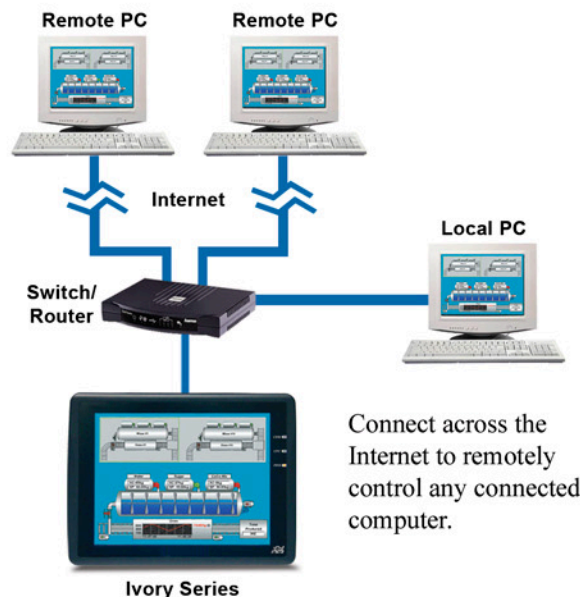 Remote PC
Remote PC
Internet
Local PC
Switch/
Router
Connect across the
Internet to remotely
control any connected
computer.
Ivory Series